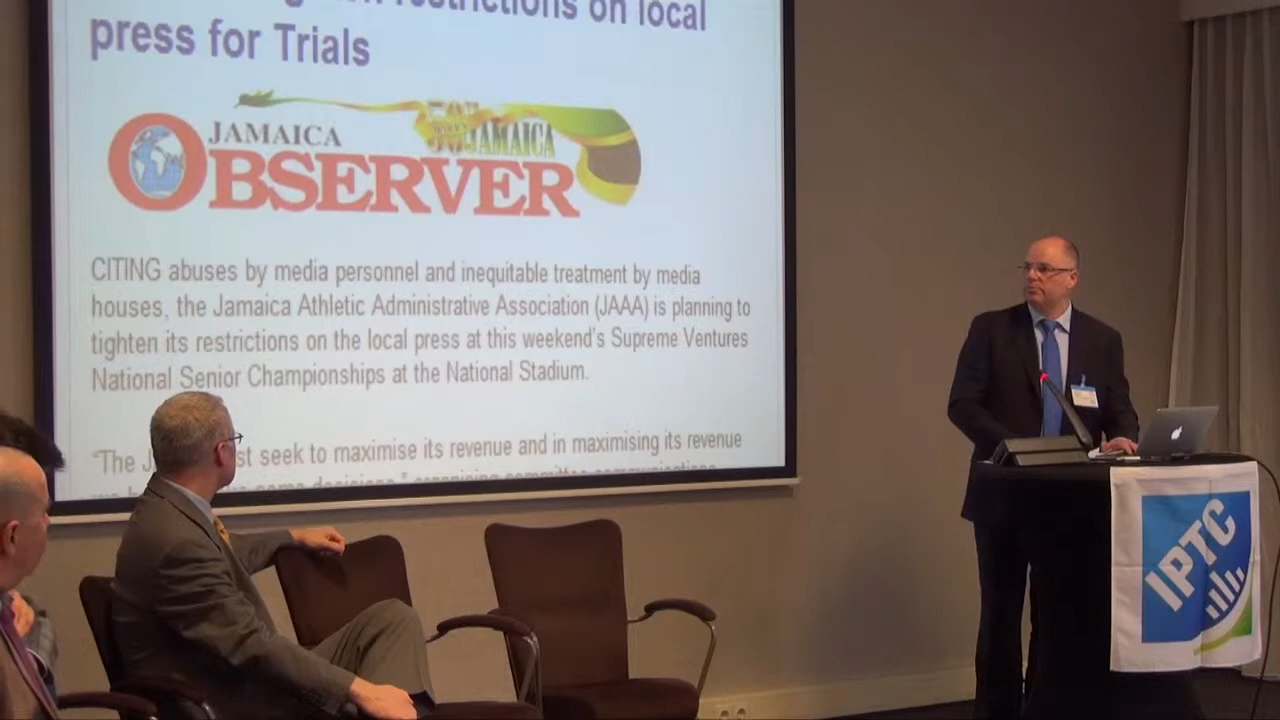 restrictions on local
press for Trials
JAMAICA
JAMAICA
OBSERVER
CITING abuses by media personnel and inequitable treatment by media
houses, the Jamaica Athletic Administrative Association (JAAA) is planning to
tighten its restrictions on the local press at this weekend's Supreme Ventures
National Senior Championships at the National Stadium.
"The st seek to maximise its revenue and in maximising its revenue
IPTC